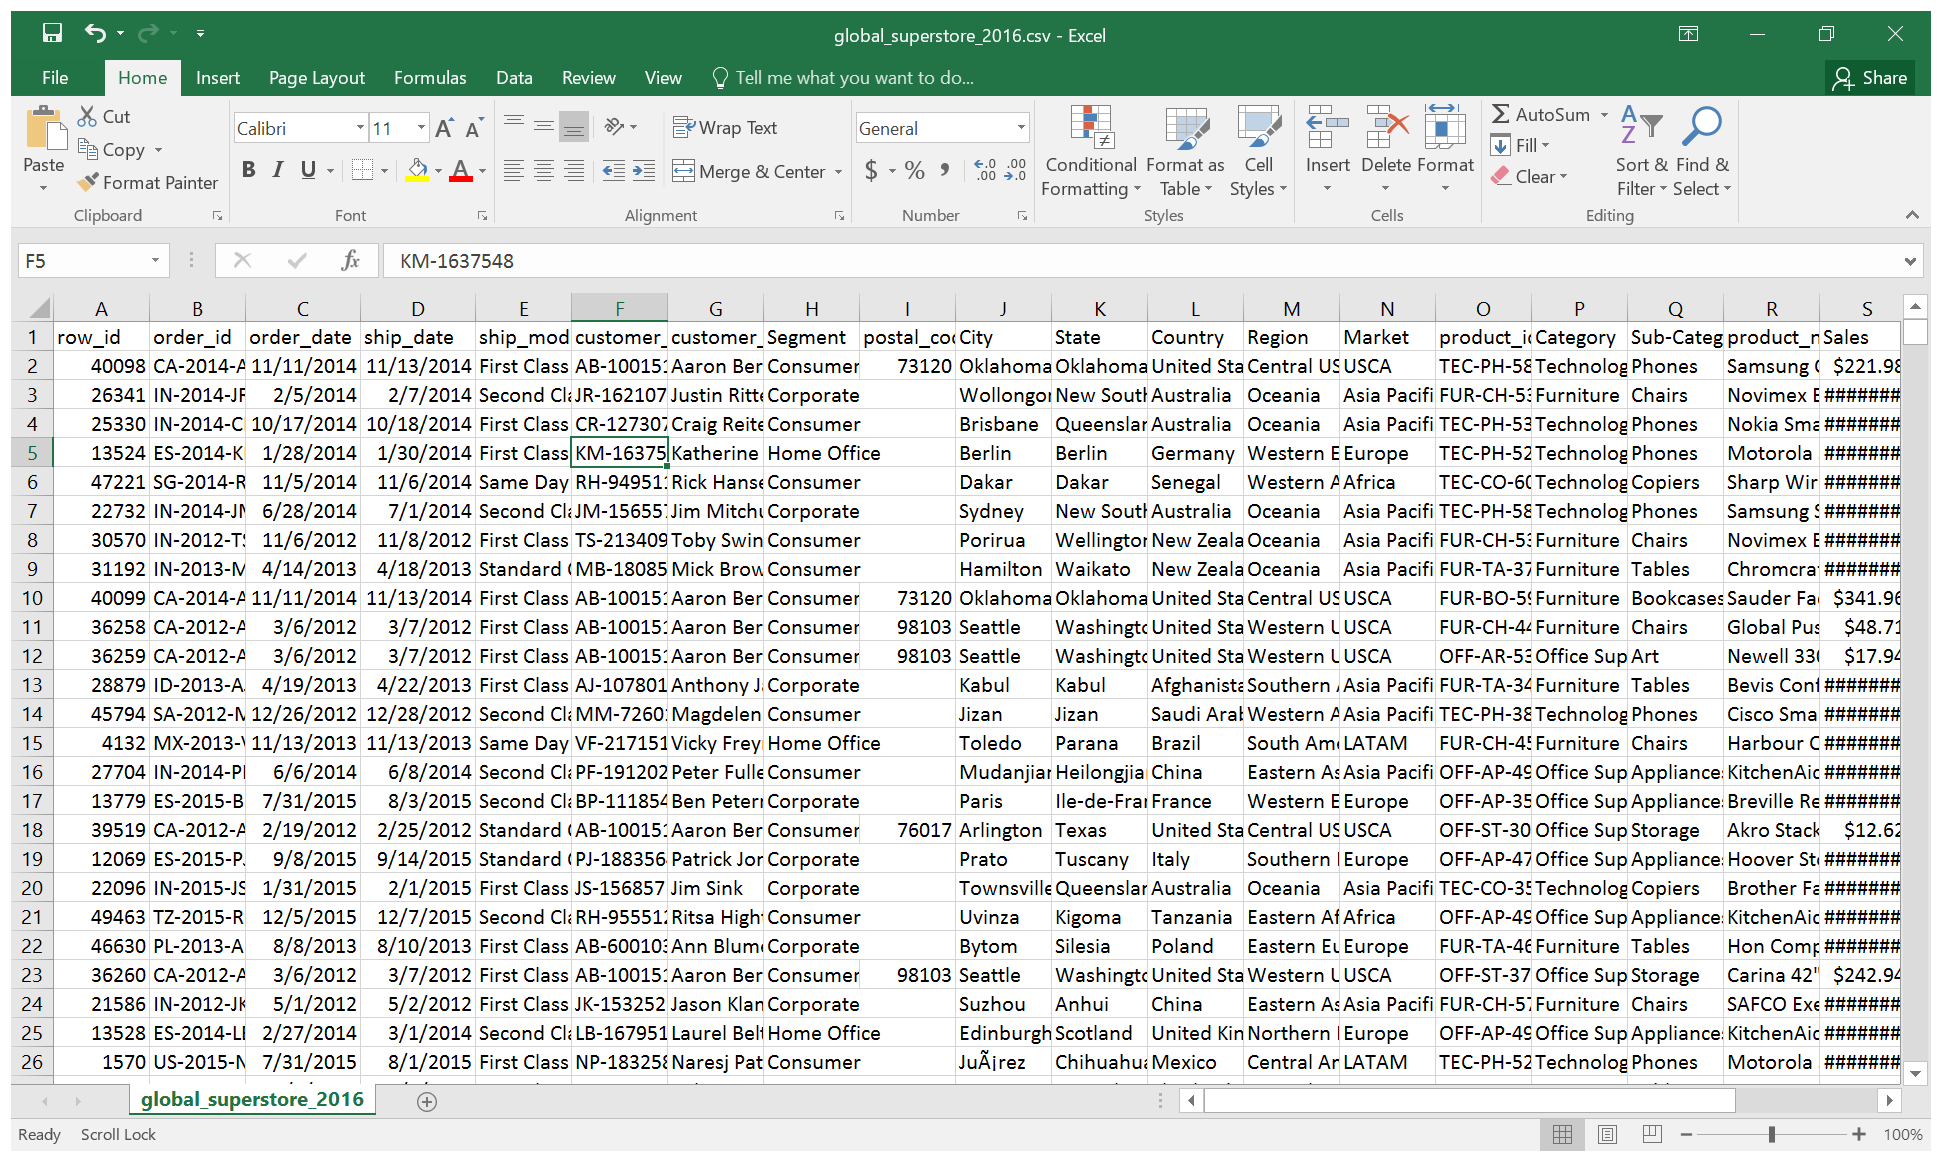 global_superstore_2016.csv - Excel
File Home Insert Page Layout Formulas Data Review View Tell me what you want to do... Share
Paste Cut Copy Format Painter Clipboard
Calibri 11 A A B I U A Font
Wrap Text Merge & Center Alignment
General $ % , Number
Conditional Formatting Format as Table Cell Styles Styles
Insert Delete Format Cells
AutoSum Fill Clear Sort & Filter Find & Select Editing
F5 fx KM-1637548
A B C D E F G H I J K L M N O P Q R S
1 row_id order_id order_date ship_date ship_mod customer_ customer_ Segment postal_co City State Country Region Market product_i Category Sub-Categ product_n Sales
2 40098 CA-2014-A 11/11/2014 11/13/2014 First Class AB-10015 Aaron Ber Consumer 73120 Oklahoma Oklahoma United Sta Central US USCA TEC-PH-58 Technolog Phones Samsung $221.98
3 26341 IN-2014-JF 2/5/2014 2/7/2014 Second Cl JR-162107 Justin Ritte Corporate Wollongor New South Australia Oceania Asia Pacifi FUR-CH-53 Furniture Chairs Novimex #######
4 25330 IN-2014-C 10/17/2014 10/18/2014 First Class CR-127307 Craig Reite Consumer Brisbane Queenslar Australia Oceania Asia Pacifi TEC-PH-53 Technolog Phones Nokia Sma #######
5 13524 ES-2014-K 1/28/2014 1/30/2014 First Class KM-16375 Katherine Home Office Berlin Berlin Germany Western E Europe TEC-PH-52 Technolog Phones Motorola #######
6 47221 SG-2014-R 11/5/2014 11/6/2014 Same Day RH-94951 Rick Hanse Consumer Dakar Dakar Senegal Western A Africa TEC-CO-60 Technolog Copiers Sharp Wir #######
7 22732 IN-2014-JM 6/28/2014 7/1/2014 Second Cl JM-15655 Jim Mitchu Corporate Sydney New South Australia Oceania Asia Pacifi TEC-PH-58 Technolog Phones Samsung S #######
8 30570 IN-2012-TS 11/6/2012 11/8/2012 First Class TS-213409 Toby Swin Consumer Porirua Wellington New Zeala Oceania Asia Pacifi FUR-CH-53 Furniture Chairs Novimex #######
9 31192 IN-2013-M 4/14/2013 4/18/2013 Standard MB-18085 Mick Brow Consumer Hamilton Waikato New Zeala Oceania Asia Pacifi FUR-TA-37 Furniture Tables Chromcra #######
10 40099 CA-2014-A 11/11/2014 11/13/2014 First Class AB-10015 Aaron Ber Consumer 73120 Oklahoma Oklahoma United Sta Central US USCA FUR-BO-59 Furniture Bookcases Sauder Fa $341.96
11 36258 CA-2012-A 3/6/2012 3/7/2012 First Class AB-10015 Aaron Ber Consumer 98103 Seattle Washingto United Sta Western U USCA FUR-CH-44 Furniture Chairs Global Pus $48.71
12 36259 CA-2012-A 3/6/2012 3/7/2012 First Class AB-10015 Aaron Ber Consumer 98103 Seattle Washingto United Sta Western U USCA OFF-AR-53 Office Sup Art Newell 33 $17.94
13 28879 ID-2013-A 4/19/2013 4/22/2013 First Class AJ-107801 Anthony J Corporate Kabul Kabul Afghanista Southern Asia Pacifi FUR-TA-34 Furniture Tables Bevis Conf #######
14 45794 SA-2012-M 12/26/2012 12/28/2012 Second Cl MM-7260 Magdelen Consumer Jizan Jizan Saudi Arab Western A Asia Pacifi TEC-PH-38 Technolog Phones Cisco Sma #######
15 4132 MX-2013-V 11/13/2013 11/13/2013 Same Day VF-217151 Vicky Frey Home Office Toledo Parana Brazil South Am LATAM FUR-CH-45 Furniture Chairs Harbour C #######
16 27704 IN-2014-P 6/6/2014 6/8/2014 Second Cl PF-191202 Peter Fulle Consumer Mudanjiar Heilongjia China Eastern As Asia Pacifi OFF-AP-49 Office Sup Appliance KitchenAid #######
17 13779 ES-2015-B 7/31/2015 8/3/2015 Second Cl BP-111854 Ben Peterr Corporate Paris Ile-de-Fra France Western E Europe OFF-AP-35 Office Sup Appliance Breville Re #######
18 39519 CA-2012-A 2/19/2012 2/25/2012 Standard AB-10015 Aaron Ber Consumer 76017 Arlington Texas United Sta Central US USCA OFF-ST-30 Office Sup Storage Akro Stack $12.62
19 12069 ES-2015-P 9/8/2015 9/14/2015 Standard PJ-188356 Patrick Jor Corporate Prato Tuscany Italy Southern Europe OFF-AP-47 Office Sup Appliance Hoover St #######
20 22096 IN-2015-JS 1/31/2015 2/1/2015 First Class JS-156857 Jim Sink Corporate Townsville Queenslar Australia Oceania Asia Pacifi TEC-CO-35 Technolog Copiers Brother Fa #######
21 49463 TZ-2015-R 12/5/2015 12/7/2015 Second Cl RH-95551 Ritsa Hight Consumer Uvinza Kigoma Tanzania Eastern Af Africa OFF-AP-49 Office Sup Appliance KitchenAid #######
22 46630 PL-2013-A 8/8/2013 8/10/2013 First Class AB-60010 Ann Blum Corporate Bytom Silesia Poland Eastern Eu Europe FUR-TA-46 Furniture Tables Hon Comp #######
23 36260 CA-2012-A 3/6/2012 3/7/2012 First Class AB-10015 Aaron Ber Consumer 98103 Seattle Washingto United Sta Western U USCA OFF-ST-37 Office Sup Storage Carina 42" $242.94
24 21586 IN-2012-JK 5/1/2012 5/2/2012 First Class JK-153252 Jason Klan Corporate Suzhou Anhui China Eastern As Asia Pacifi FUR-CH-57 Furniture Chairs SAFCO Exe #######
25 13528 ES-2014-LB 2/27/2014 3/1/2014 Second Cl LB-167951 Laurel Belt Home Office Edinburgh Scotland United Kin Northern Europe OFF-AP-49 Office Sup Appliance KitchenAid #######
26 1570 US-2015-N 7/31/2015 8/1/2015 First Class NP-18325 Naresj Pat Consumer JuÃ¡rez Chihuahua Mexico Central Am LATAM TEC-PH-52 Technolog Phones Motorola #######
global_superstore_2016
Ready Scroll Lock 100%